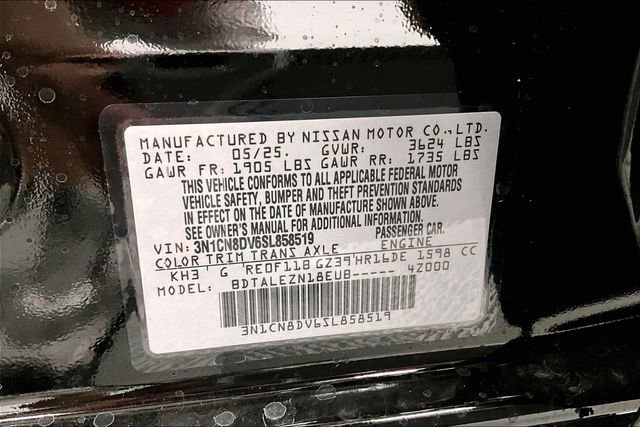 MANUFACTURED BY NISSAN MOTOR CO., LTD.
DATE: 05/25. GVWR: 3624 LBS
GAWR FR: 1905 LBS GAWR RR: 1735 LBS
THIS VEHICLE CONFORMS TO ALL APPLICABLE FEDERAL MOTOR
VEHICLE SAFETY, BUMPER AND THEFT PREVENTION STANDARDS
IN EFFECT ON THE DATE OF MANUFACTURE SHOWN ABOVE.
SEE OWNER'S MANUAL FOR ADDITIONAL INFORMATION.
VIN: 3N1CN8DV6SL858519 PASSENGER CAR.
COLOR TRIM TRANS AXLE ENGINE
KH3 G RE0F11B GZ39 HR16DE 1598 CC
MODEL: BDTALEZN18EUB----- 4Z000
3N1CN8DV6SL858519